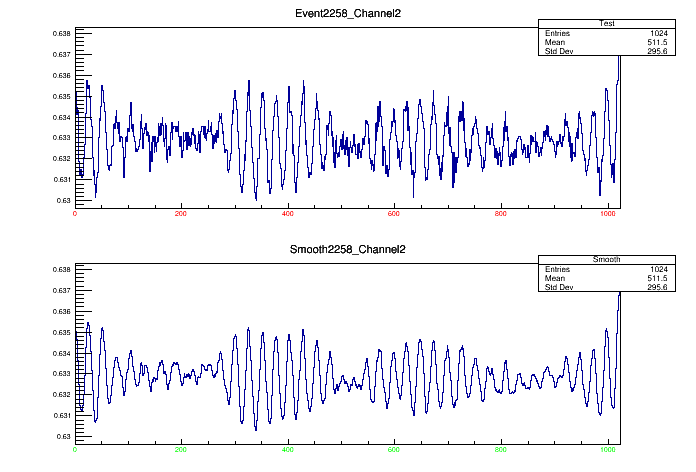 Event2258_Channel2
Test
Entries 1024
Mean 511.5
Std Dev 295.6
0.638
0.637
0.636
0.635
0.634
0.633
0.632
0.631
0.63
0 200 400 600 800 1000
Smooth2258_Channel2
Smooth
Entries 1024
Mean 511.5
Std Dev 295.6
0.638
0.637
0.636
0.635
0.634
0.633
0.632
0.631
0.63
0 200 400 600 800 1000